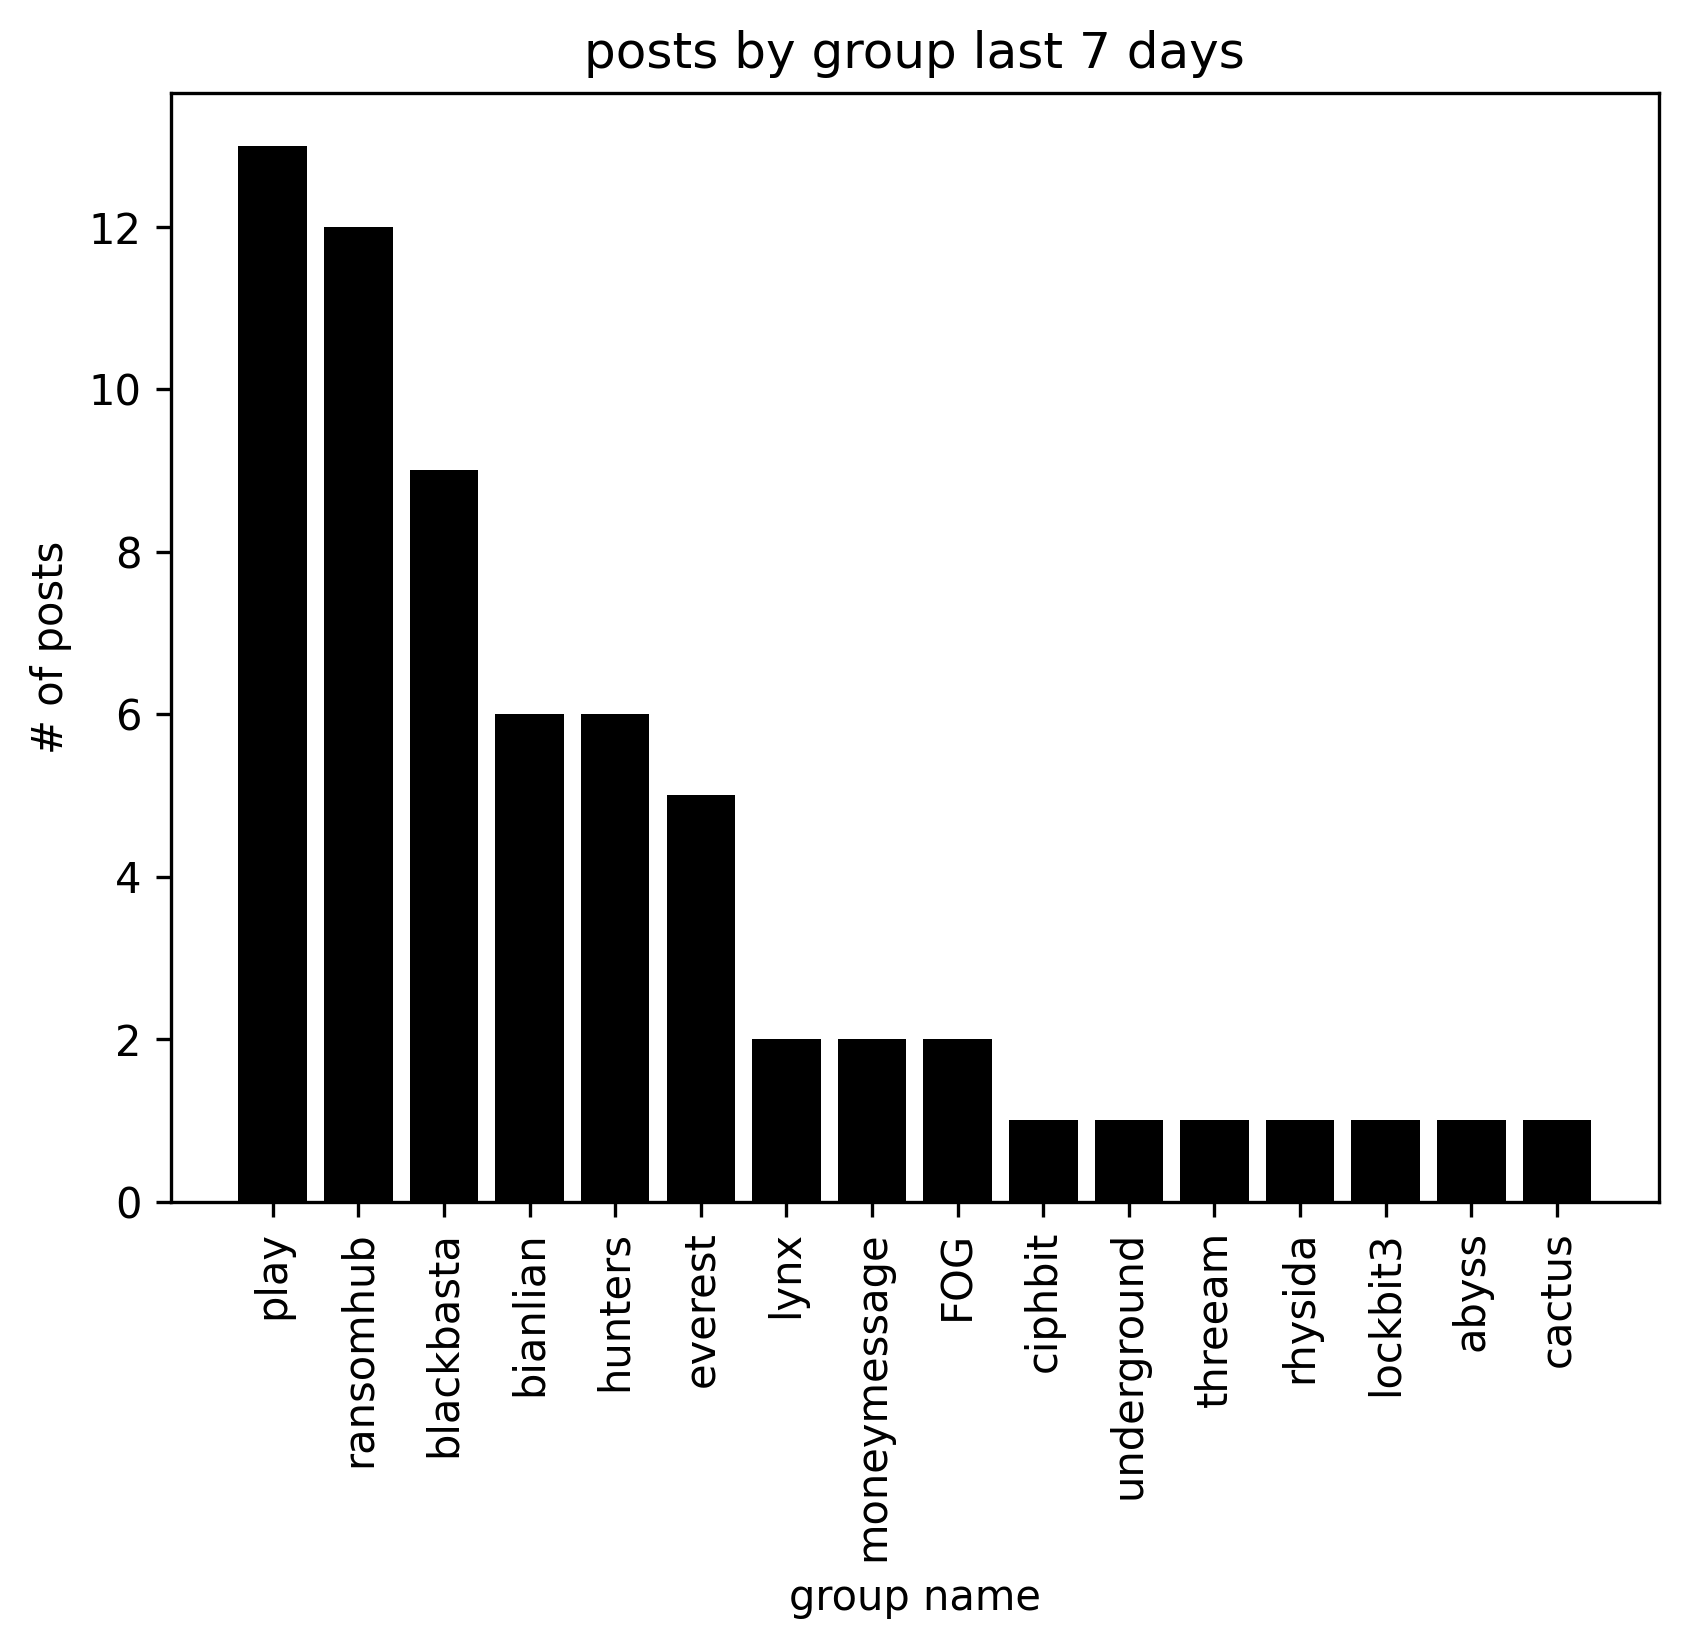 posts by group last 7 days
# of posts
12
10
8
6
4
2
0
play
ransomhub
blackbasta
bianlian
hunters
everest
lynx
moneymessage
FOG
ciphbit
underground
threeam
rhysida
lockbit3
abyss
cactus
group name